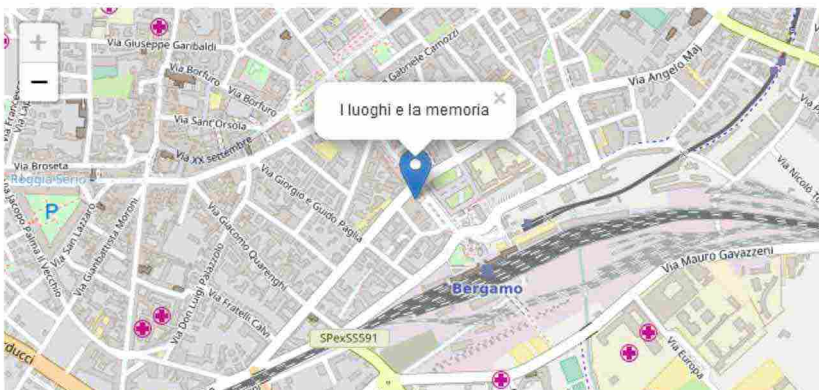 Via Giuseppe Garibaldi
Via Borfuro
Via Borfuro
Gabriele Camozzi
Via Angelo Maj
+
−
I luoghi e la memoria
×
Via Sant'Orsola
Via XX settembre
Via Broseta
Roggia Serio
P
Via San Lazzaro
Via Giambattista Moroni
Via Jacopo Palma il Vecchio
Via Giorgio e Guido Paglia
Via Giacomo Quarenghi
Via Don Luigi Palazzolo
Via Fratelli Calvi
Via Nicolò
Bergamo
Via Mauro Gavazzeni
SPexSS591
Via Europa
rducci